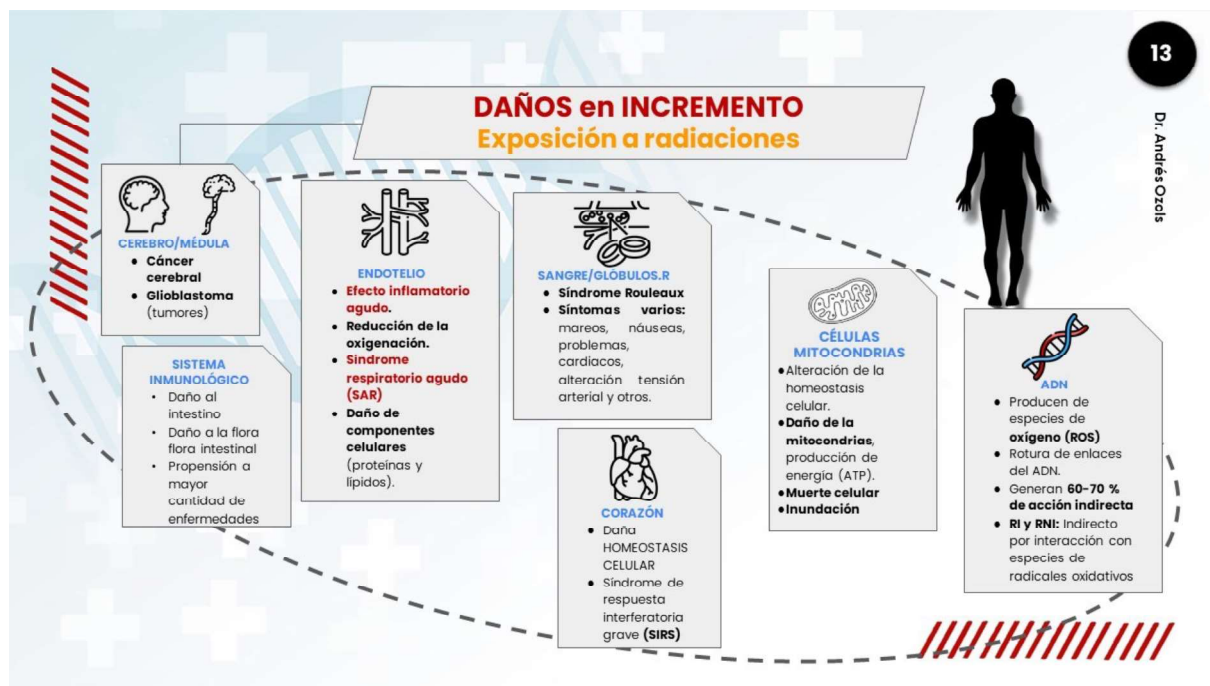 13
Dr. Andrés Ozols
DAÑOS en INCREMENTO
Exposición a radiaciones
CEREBRO/MÉDULA
● Cáncer
cerebral
● Glioblastoma
(tumores)
SISTEMA
INMUNOLÓGICO
• Daño al
intestino
• Daño a la flora
flora intestinal
• Propensión a
mayor
cantidad de
enfermedades
ENDOTELIO
● Efecto inflamatorio
agudo.
● Reducción de la
oxigenación.
● Síndrome
respiratorio agudo
(SAR)
● Daño de
componentes
celulares
(proteínas y
lípidos).
SANGRE/GLÓBULOS.R
● Síndrome Rouleaux
● Síntomas varios:
mareos, náuseas,
problemas,
cardiacos,
alteración tensión
arterial y otros.
CORAZÓN
● Daña
HOMEOSTASIS
CELULAR
● Síndrome de
respuesta
interferatoria
grave (SIRS)
CÉLULAS
MITOCONDRIAS
●Alteración de la
homeostasis
celular.
●Daño de la
mitocondrias,
producción de
energía (ATP).
●Muerte celular
●Inundación
ADN
● Producen de
especies de
oxígeno (ROS)
● Rotura de enlaces
del ADN.
● Generan 60-70 %
de acción indirecta
● RI y RNI: Indirecto
por interacción con
especies de
radicales oxidativos